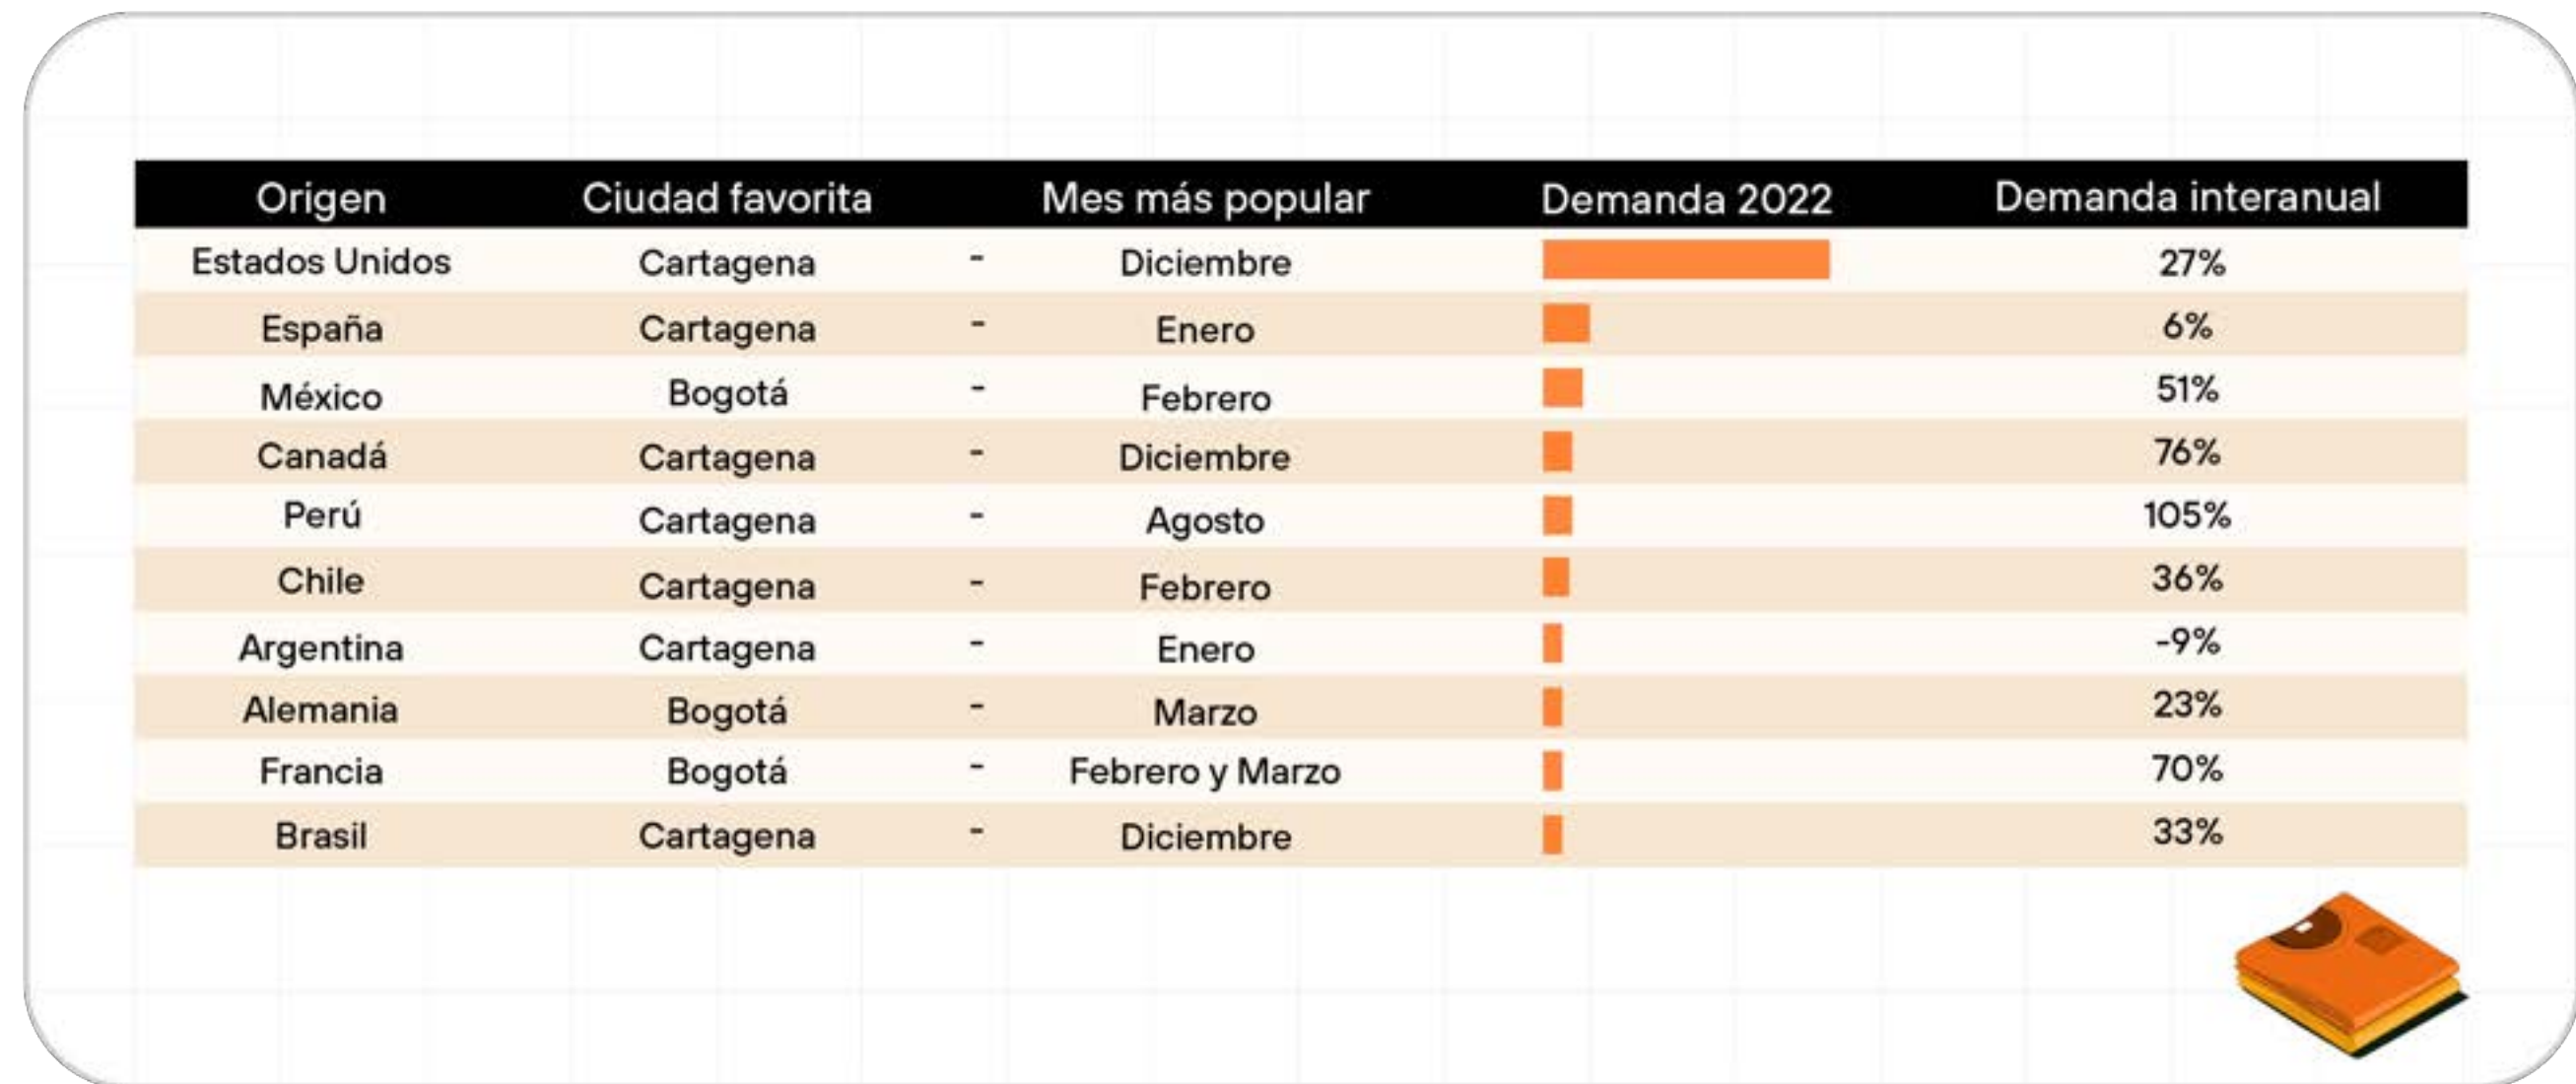 Origen Ciudad favorita Mes más popular Demanda 2022 Demanda interanual
Estados Unidos Cartagena - Diciembre 27%
España Cartagena - Enero 6%
México Bogotá - Febrero 51%
Canadá Cartagena - Diciembre 76%
Perú Cartagena - Agosto 105%
Chile Cartagena - Febrero 36%
Argentina Cartagena - Enero -9%
Alemania Bogotá - Marzo 23%
Francia Bogotá - Febrero y Marzo 70%
Brasil Cartagena - Diciembre 33%